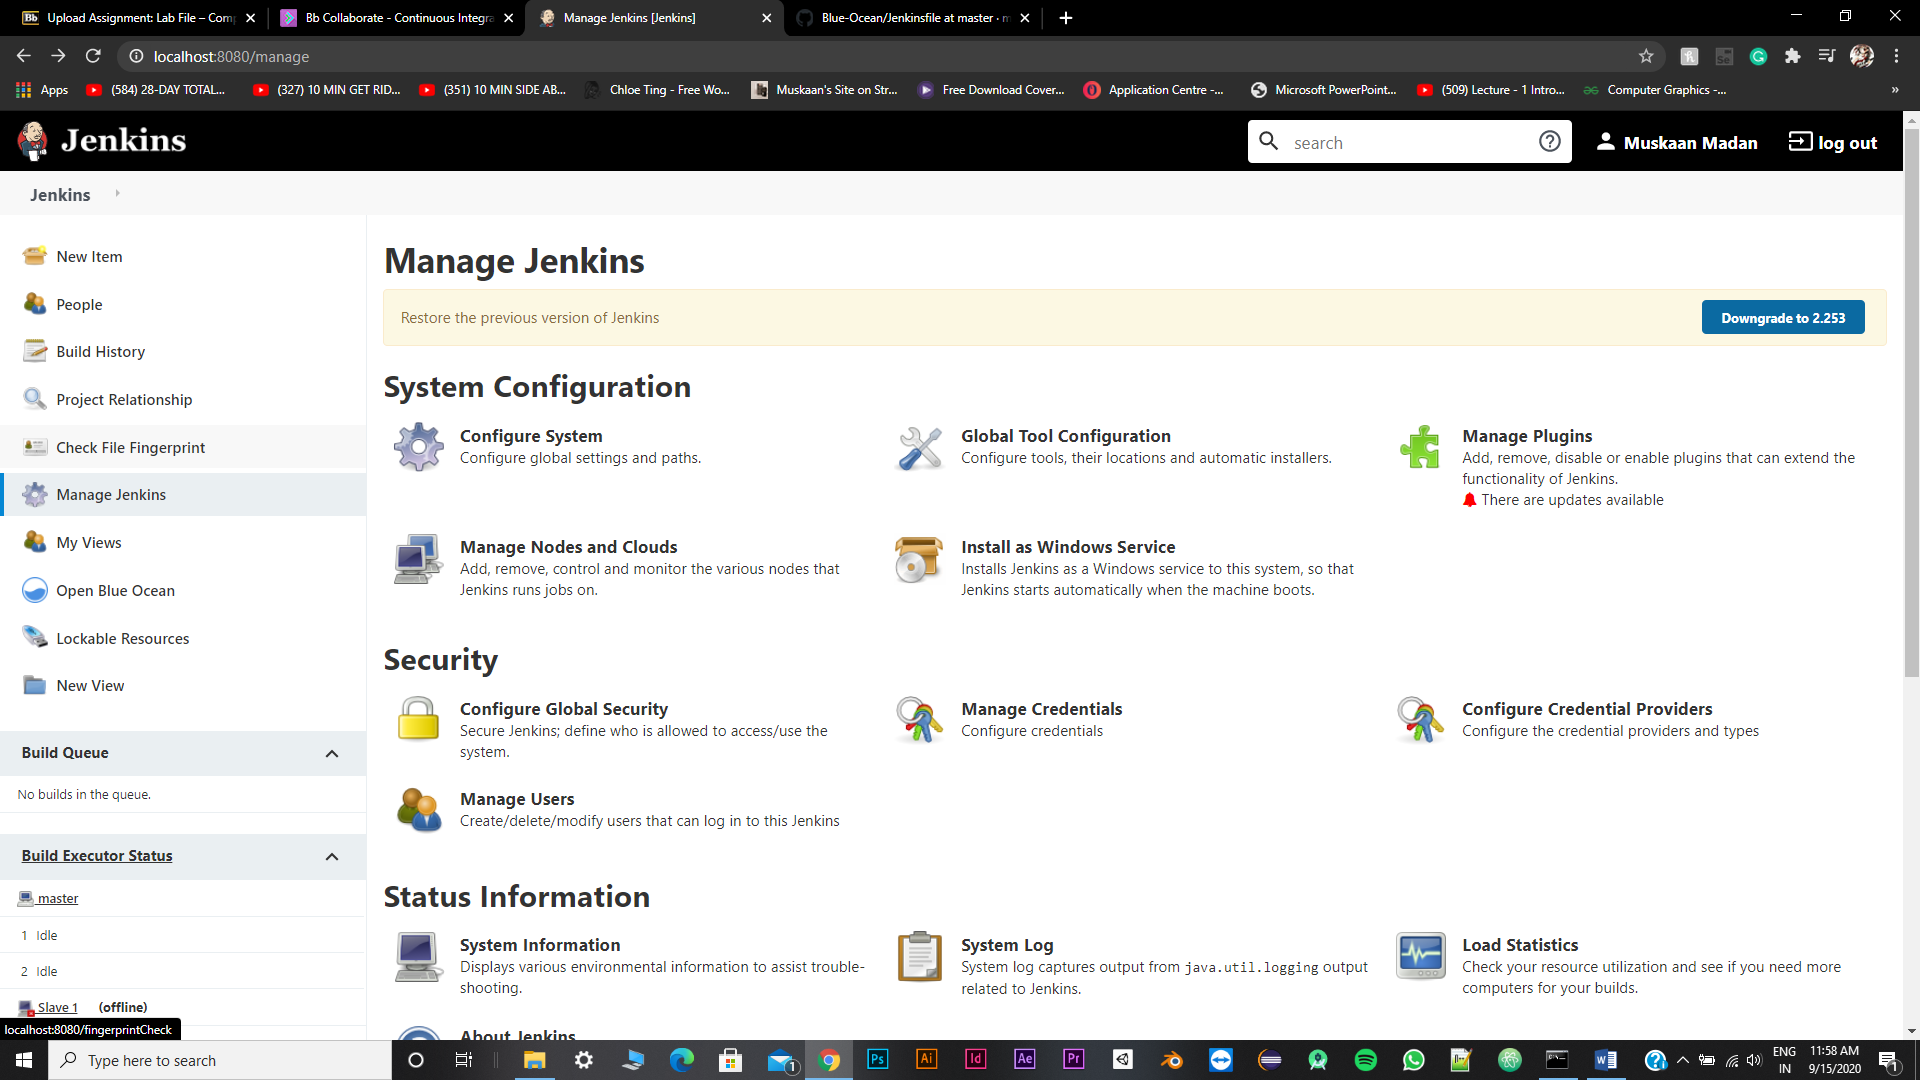 Upload Assignment: Lab File – Com
Bb Collaborate - Continuous Integra
Manage Jenkins [Jenkins]
Blue-Ocean/Jenkinsfile at master · m
localhost:8080/manage
Apps
(584) 28-DAY TOTAL...
(327) 10 MIN GET RID...
(351) 10 MIN SIDE AB...
Chloe Ting - Free Wo...
Muskaan's Site on Str...
Free Download Cover...
Application Centre -...
Microsoft PowerPoint...
(509) Lecture - 1 Intro...
Computer Graphics -...
»
Jenkins
search
Muskaan Madan
log out
Jenkins
New Item
People
Build History
Project Relationship
Check File Fingerprint
Manage Jenkins
My Views
Open Blue Ocean
Lockable Resources
New View
Build Queue
No builds in the queue.
Build Executor Status
master
1 Idle
2 Idle
Slave 1 (offline)
localhost:8080/fingerprintCheck
Manage Jenkins
Restore the previous version of Jenkins
Downgrade to 2.253
System Configuration
Configure System
Configure global settings and paths.
Global Tool Configuration
Configure tools, their locations and automatic installers.
Manage Plugins
Add, remove, disable or enable plugins that can extend the
functionality of Jenkins.
There are updates available
Manage Nodes and Clouds
Add, remove, control and monitor the various nodes that
Jenkins runs jobs on.
Install as Windows Service
Installs Jenkins as a Windows service to this system, so that
Jenkins starts automatically when the machine boots.
Security
Configure Global Security
Secure Jenkins; define who is allowed to access/use the
system.
Manage Credentials
Configure credentials
Configure Credential Providers
Configure the credential providers and types
Manage Users
Create/delete/modify users that can log in to this Jenkins
Status Information
System Information
Displays various environmental information to assist trouble-
shooting.
System Log
System log captures output from java.util.logging output
related to Jenkins.
Load Statistics
Check your resource utilization and see if you need more
computers for your builds.
About Jenkins
Type here to search
1
Ps
Ai
Id
Ae
Pr
ENG
IN
11:58 AM
9/15/2020
1